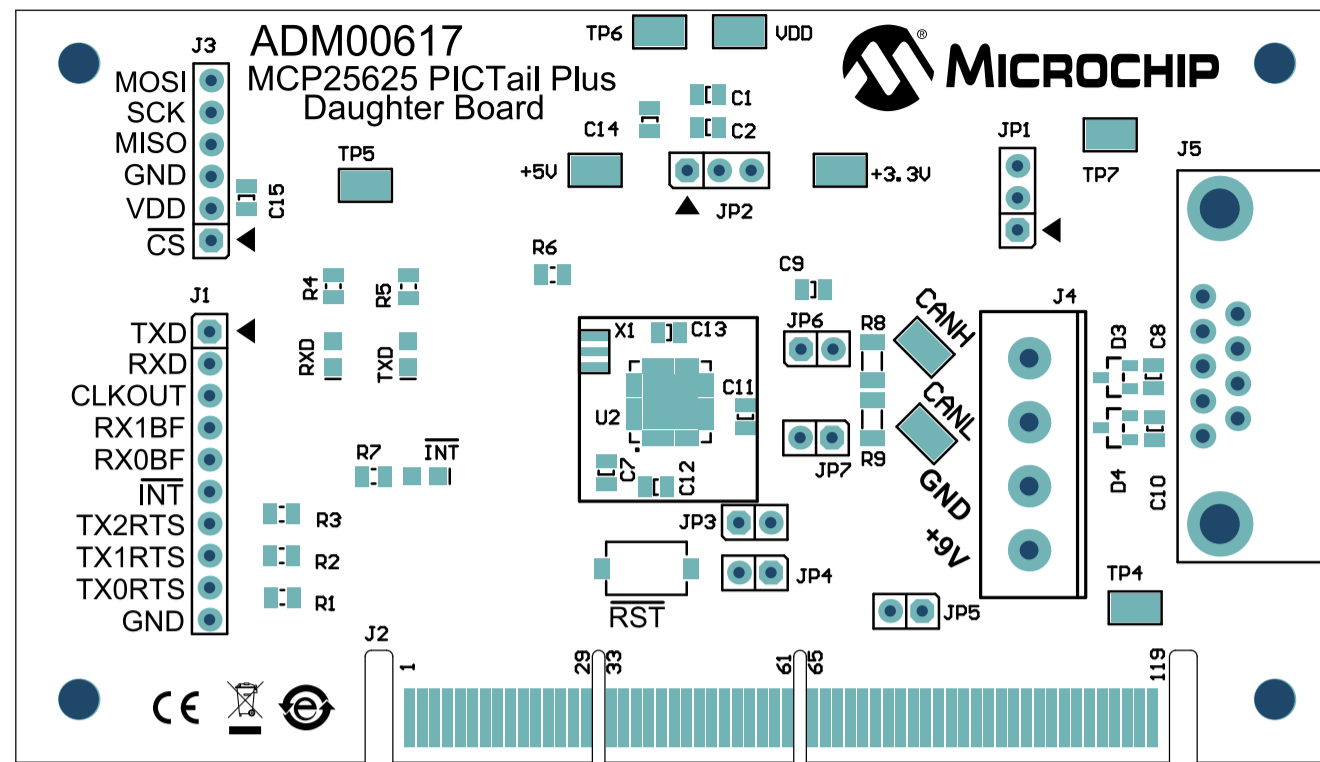 J3
ADM00617
MCP25625 PICTail Plus
Daughter Board
TP6
VDD
®
MICROCHIP
MOSI
SCK
MISO
GND
VDD
CS
C15
TP5
C14
C1
C2
+5V
JP2
+3.3V
JP1
TP7
J5
J1
TXD
RXD
CLKOUT
RX1BF
RX0BF
INT
TX2RTS
TX1RTS
TX0RTS
GND
R4
R5
RXD
TXD
R6
R7
INT
R3
R2
R1
X1
C13
U2
C11
C7
C12
C9
JP6
JP7
R8
R9
CANH
CANL
GND
+9V
J4
D3
C8
D4
C10
JP3
JP4
RST
JP5
TP4
J2
1
29
33
61
65
119
CE
e